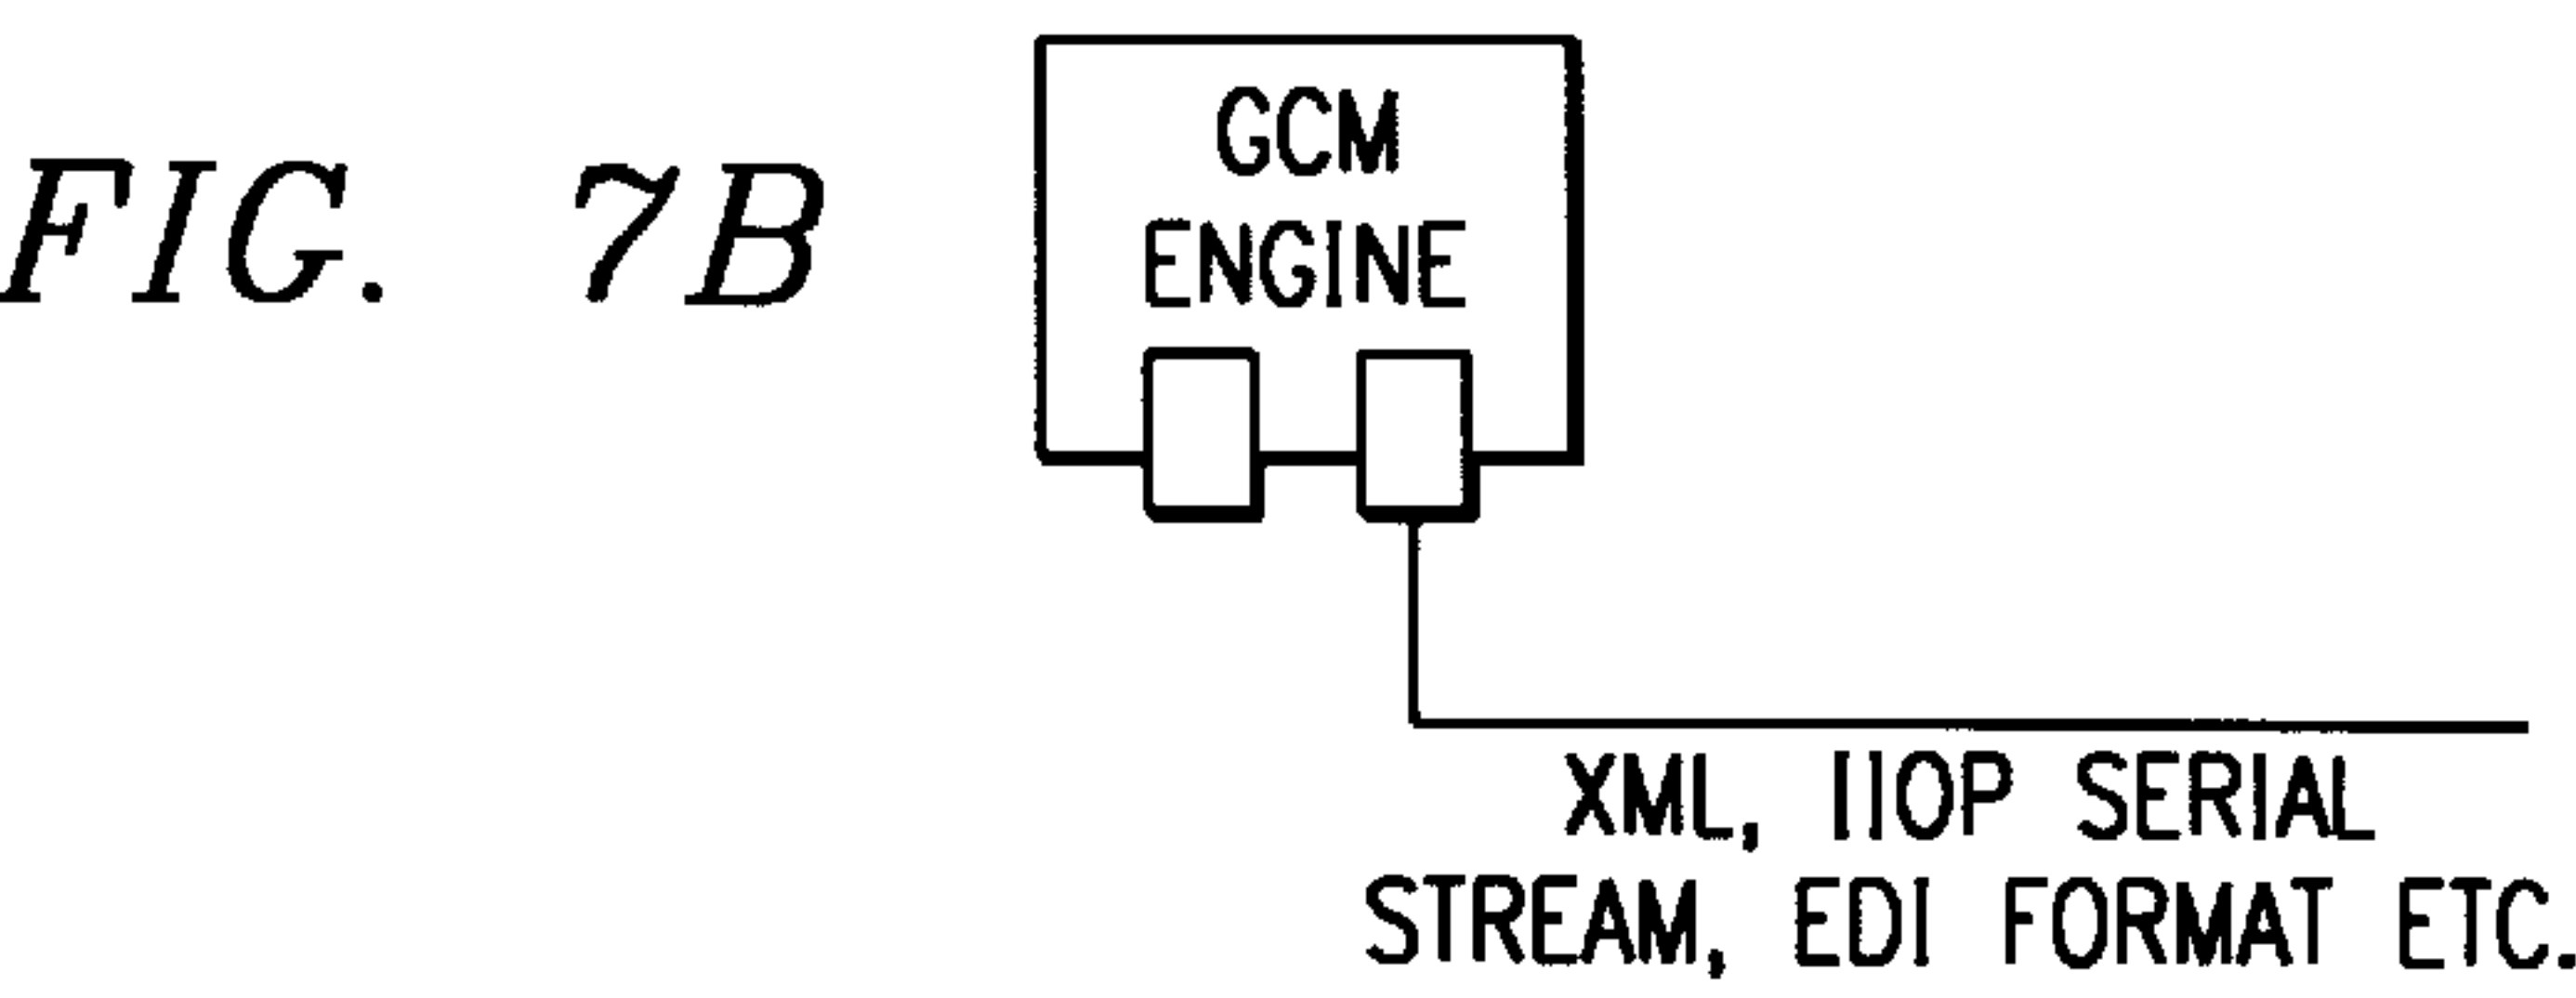 FIG. 7B
GCM
ENGINE
XML, IIOP SERIAL
STREAM, EDI FORMAT ETC.